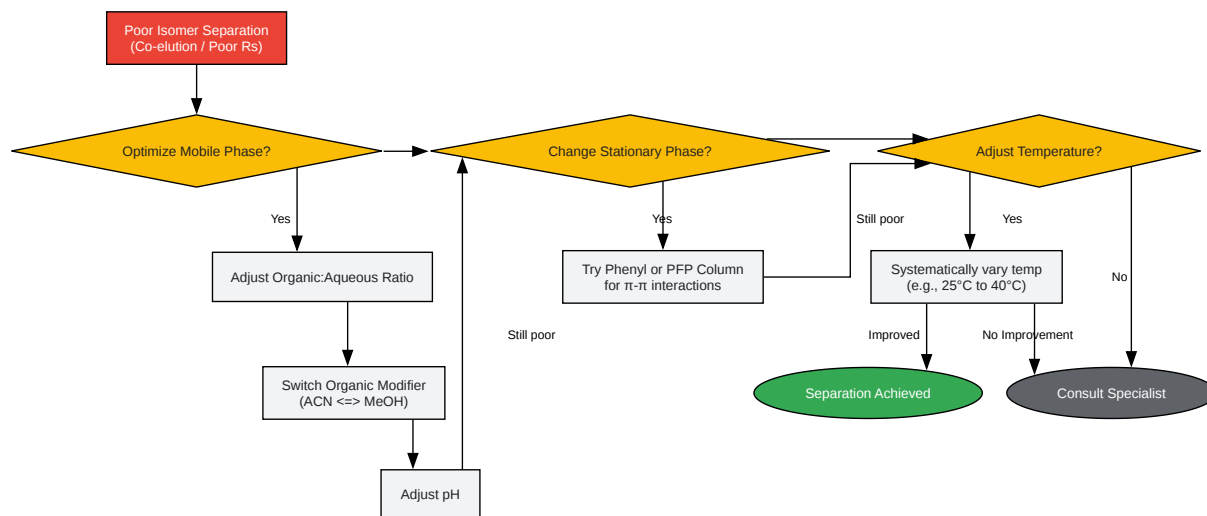 Poor Isomer Separation
(Co-elution / Poor Rs)
Optimize Mobile Phase?
Change Stationary Phase?
Adjust Temperature?
Yes
Yes
Still poor
Yes
Adjust Organic:Aqueous Ratio
Try Phenyl or PFP Column
for π-π interactions
Systematically vary temp
(e.g., 25°C to 40°C)
No
Still poor
Improved
No Improvement
Switch Organic Modifier
(ACN <=> MeOH)
Separation Achieved
Consult Specialist
Adjust pH